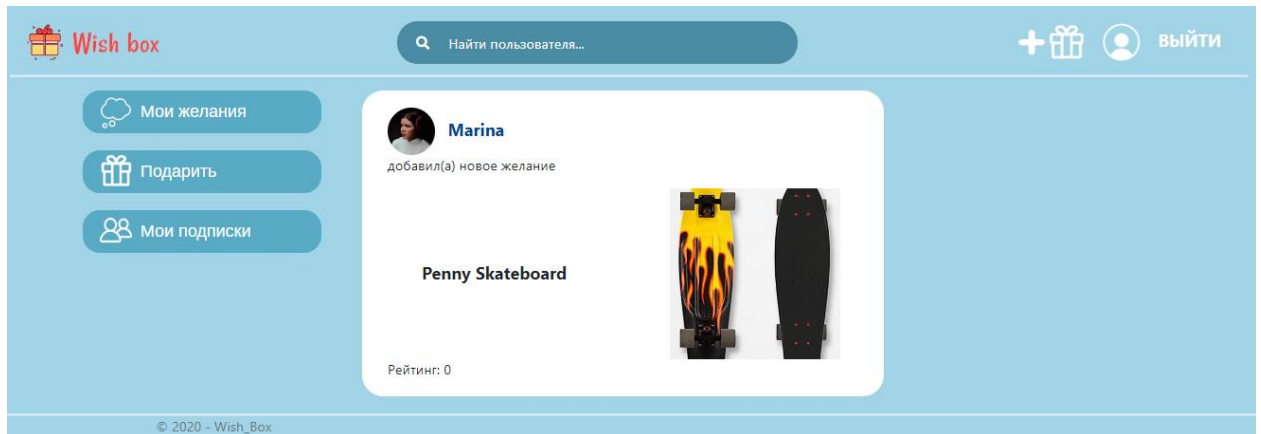 Wish box
Найти пользователя...
ВЫЙТИ
Мои желания
Подарить
Мои подписки
Marina
добавил(а) новое желание
Penny Skateboard
Рейтинг: 0
© 2020 - Wish_Box